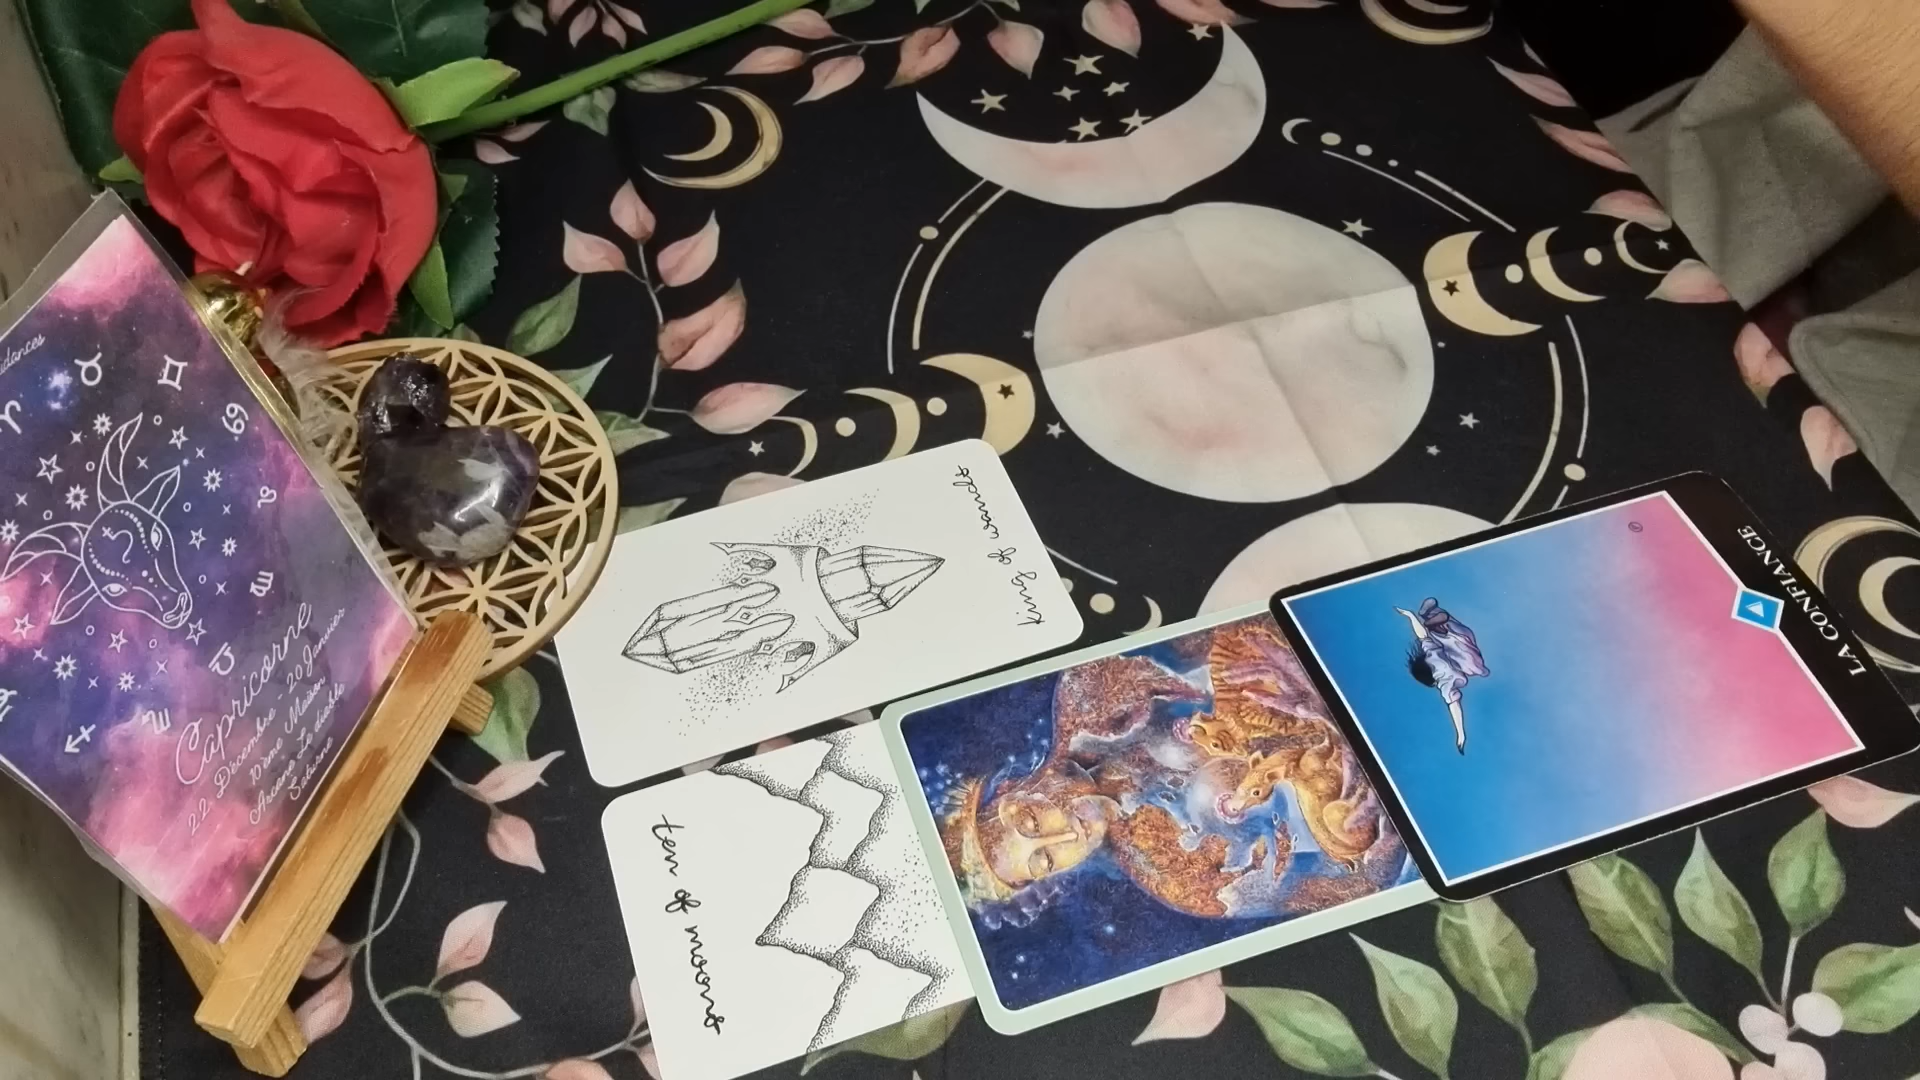 idances
Capricorne
22 Décembre - 20 Janvier
10ème Maison
Arcane Le diable
Saturne
king of wands
ten of moons
LA CONFIANCE